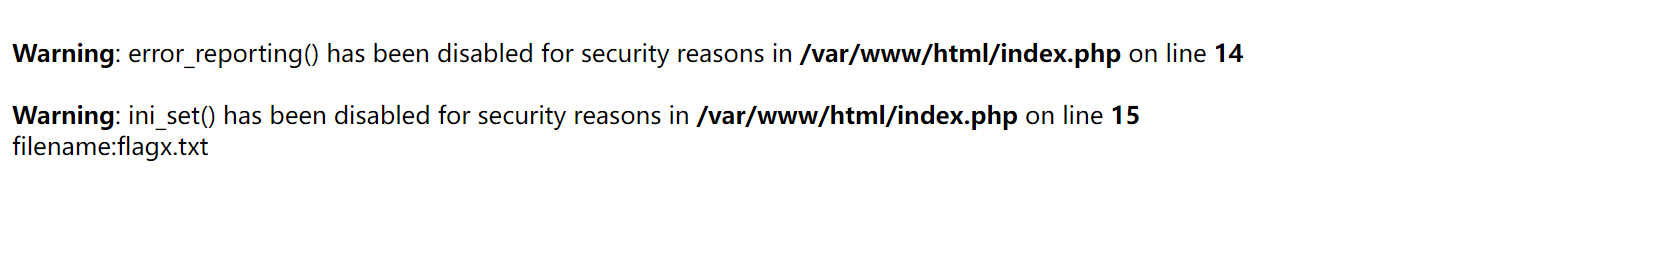 Warning: error_reporting() has been disabled for security reasons in /var/www/html/index.php on line 14
Warning: ini_set() has been disabled for security reasons in /var/www/html/index.php on line 15
filename:flagx.txt